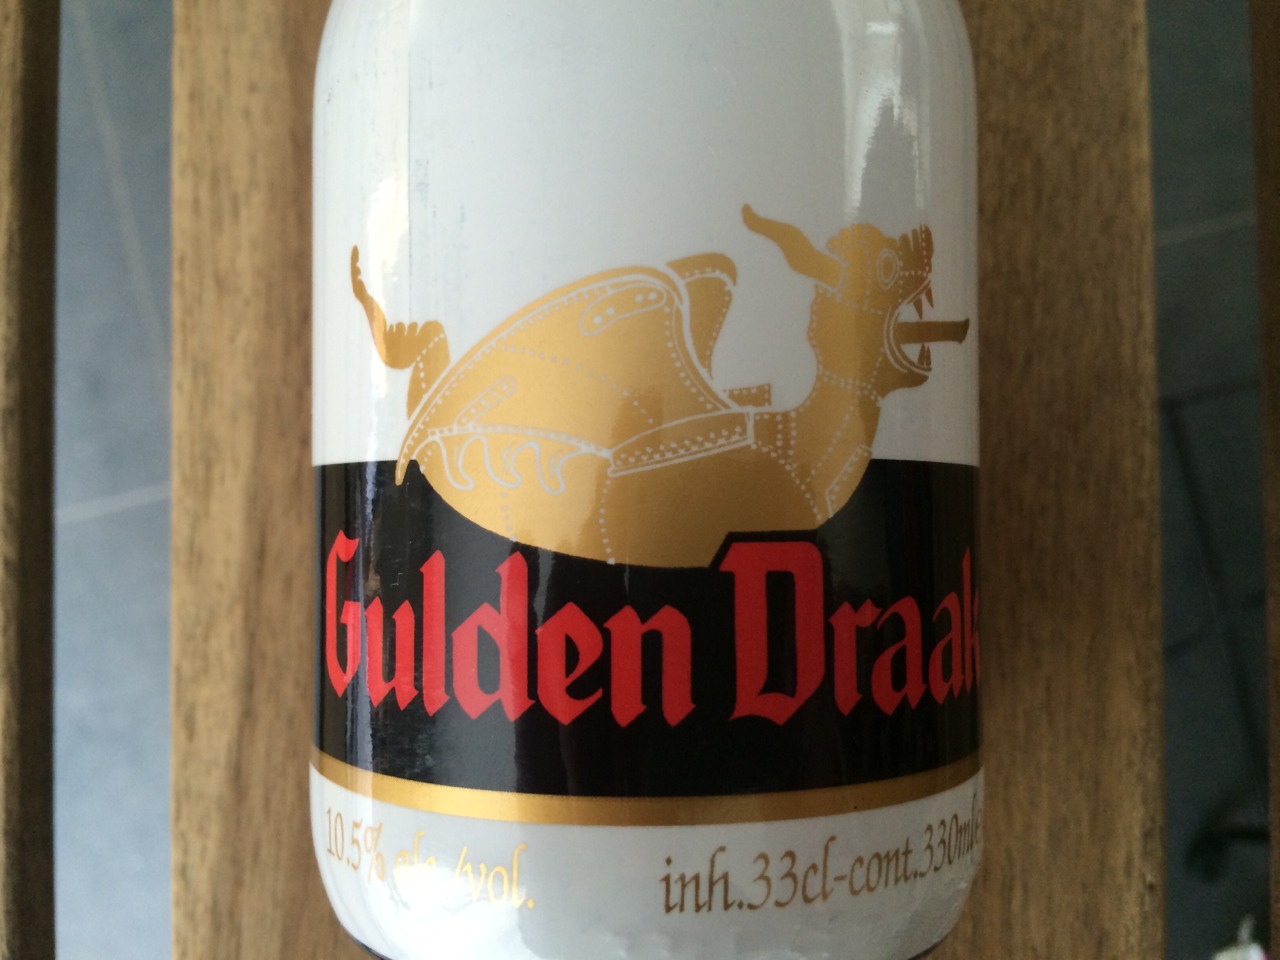 Gulden Draak
10.5% alc./vol. inh.33cl-cont.330ml